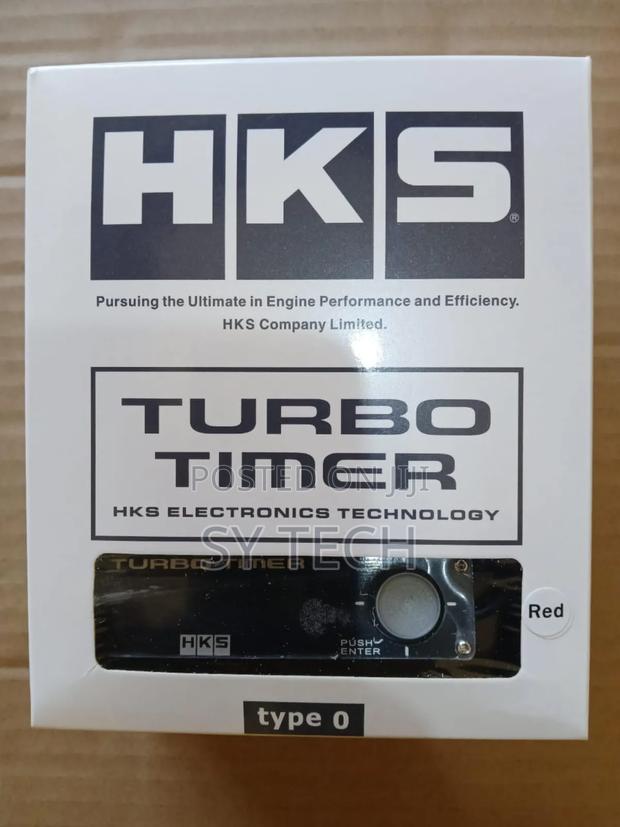 HKS®
Pursuing the Ultimate in Engine Performance and Efficiency.
HKS Company Limited.
TURBO
TIMER
POSTED ON JIJI
HKS ELECTRONICS TECHNOLOGY
SY TECH
TURBO TIMER
Red
HKS
PUSH
ENTER
type 0